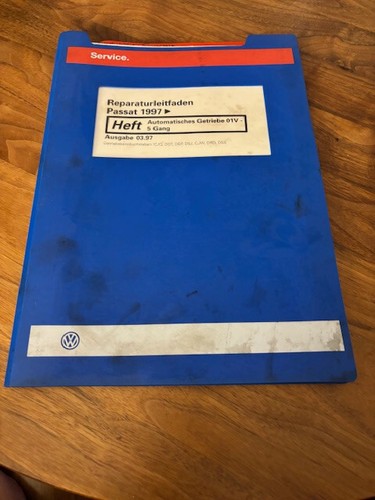 Service.
Reparaturleitfaden
Passat 1997 ►
Heft Automatisches Getriebe 01V -
5 Gang
Ausgabe 03.97